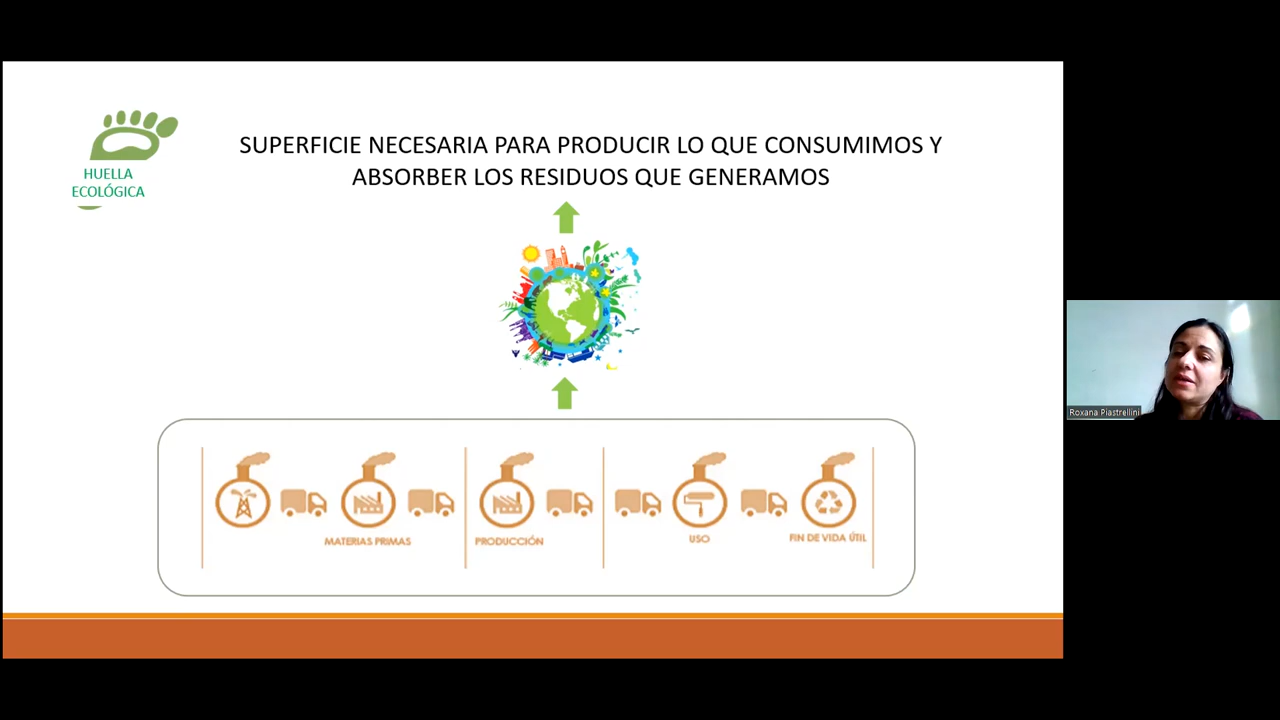 HUELLA
ECOLÓGICA
SUPERFICIE NECESARIA PARA PRODUCIR LO QUE CONSUMIMOS Y
ABSORBER LOS RESIDUOS QUE GENERAMOS
MATERIAS PRIMAS
PRODUCCIÓN
USO
FIN DE VIDA ÚTIL
Roxana Piastrellini